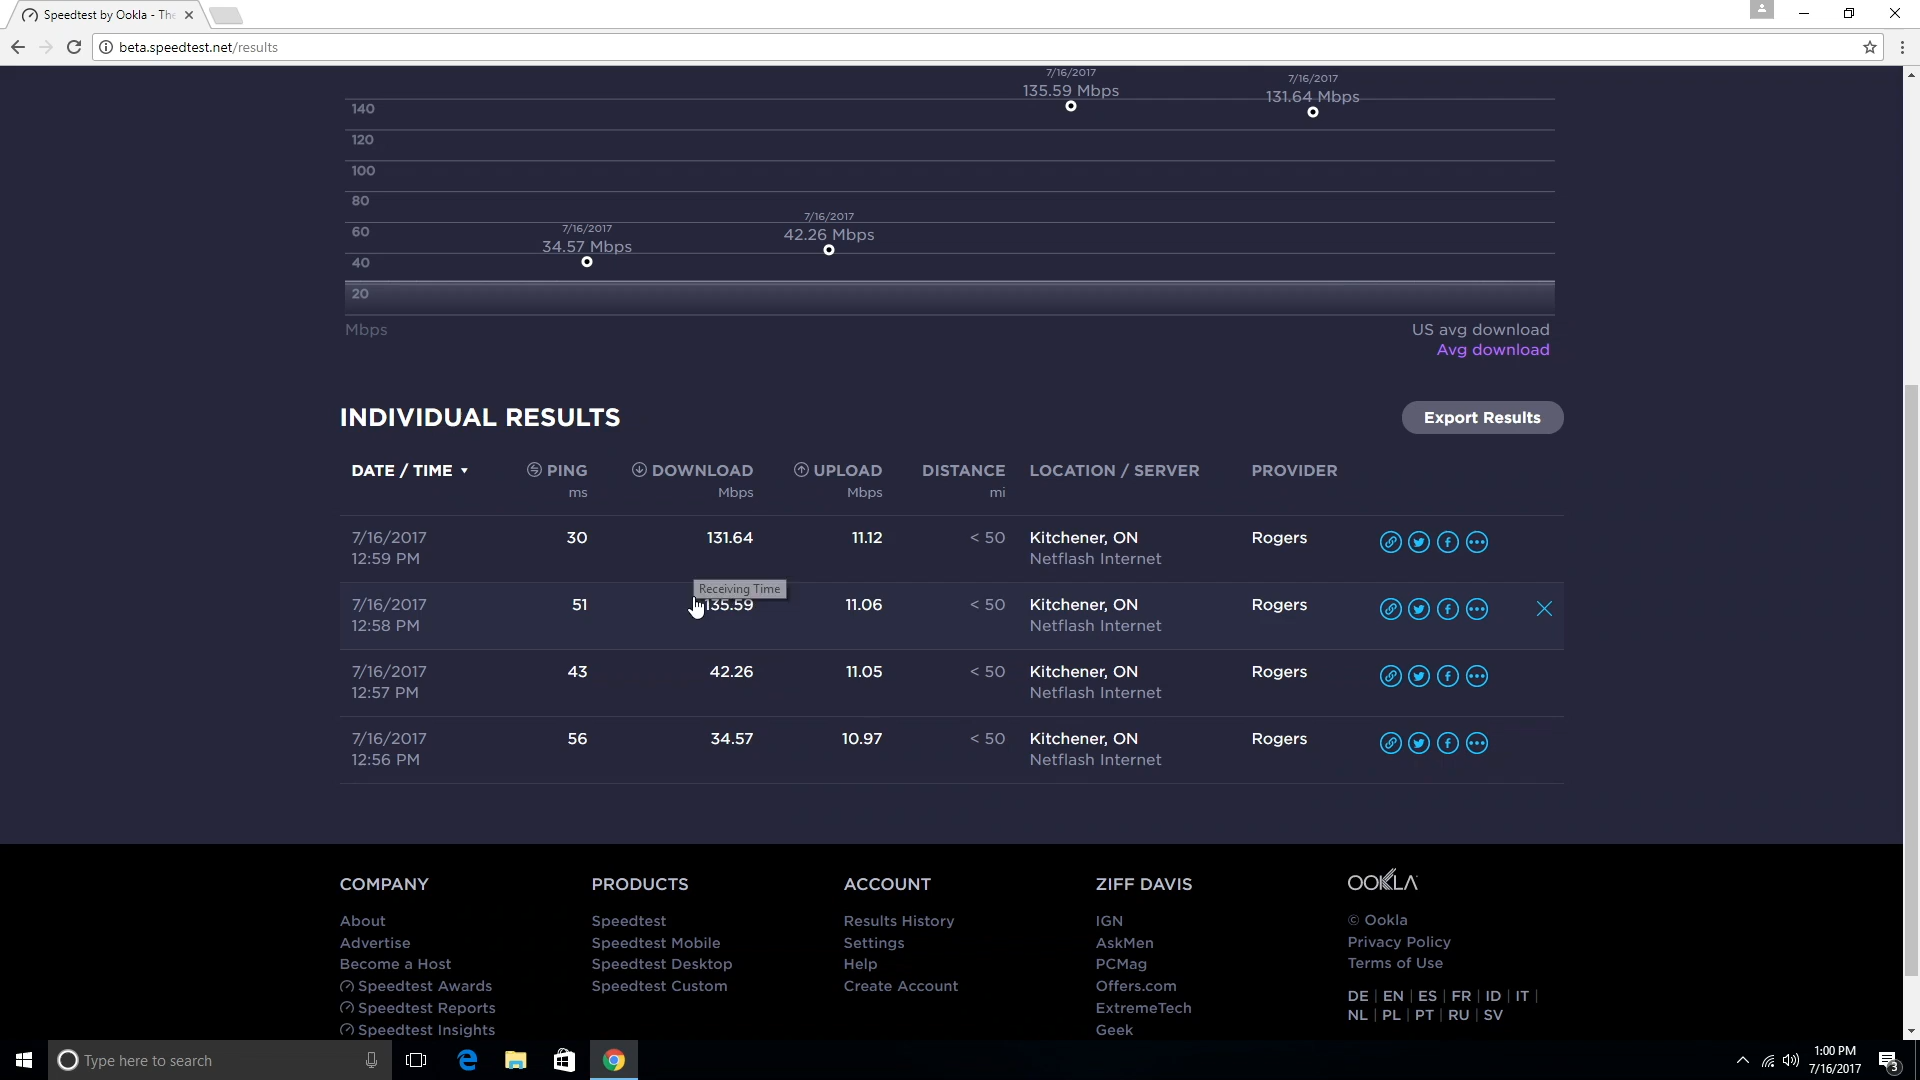 Speedtest by Ookla - The
beta.speedtest.net/results
7/16/2017
135.59 Mbps
7/16/2017
131.64 Mbps
140
120
100
80
7/16/2017
42.26 Mbps
60
7/16/2017
34.57 Mbps
40
20
Mbps
US avg download
Avg download
INDIVIDUAL RESULTS
Export Results
DATE / TIME PING DOWNLOAD UPLOAD DISTANCE LOCATION / SERVER PROVIDER
ms Mbps Mbps mi
7/16/2017 30 131.64 11.12 < 50 Kitchener, ON Rogers
12:59 PM Netflash Internet
Receiving Time
7/16/2017 51 135.59 11.06 < 50 Kitchener, ON Rogers
12:58 PM Netflash Internet
7/16/2017 43 42.26 11.05 < 50 Kitchener, ON Rogers
12:57 PM Netflash Internet
7/16/2017 56 34.57 10.97 < 50 Kitchener, ON Rogers
12:56 PM Netflash Internet
COMPANY
About
Advertise
Become a Host
Speedtest Awards
Speedtest Reports
Speedtest Insights
PRODUCTS
Speedtest
Speedtest Mobile
Speedtest Desktop
Speedtest Custom
ACCOUNT
Results History
Settings
Help
Create Account
ZIFF DAVIS
IGN
AskMen
PCMag
Offers.com
ExtremeTech
Geek
OOKLA
© Ookla
Privacy Policy
Terms of Use
DE | EN | ES | FR | ID | IT |
NL | PL | PT | RU | SV
Type here to search
1:00 PM
7/16/2017
3